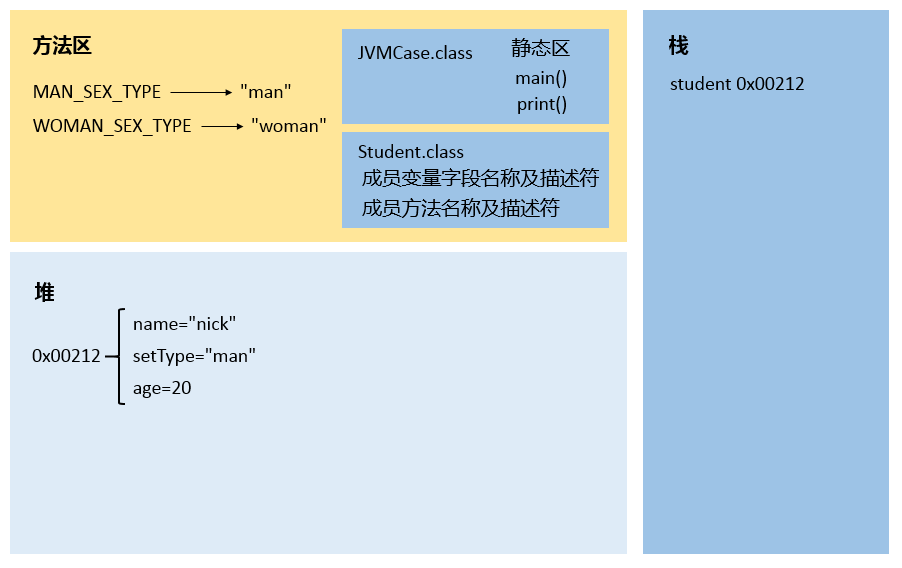 方法区
MAN_SEX_TYPE "man"
WOMAN_SEX_TYPE "woman"
JVMCase.class 静态区
main()
print()
Student.class
成员变量字段名称及描述符
成员方法名称及描述符
栈
student 0x00212
堆
name="nick"
0x00212 setType="man"
age=20